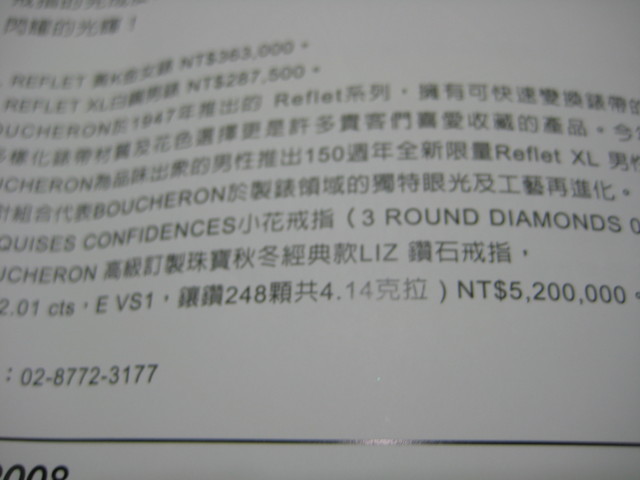 閃耀的光輝！
REFLET 黃K金女錶 NT$363,000。
REFLET XL白鋼男錶 NT$287,500。
OUCHERON於1947年推出的 Reflet系列，擁有可快速變換錶帶的
多樣化錶帶材質及花色選擇更是許多貴客們喜愛收藏的產品。今
UCHERON為品味出眾的男性推出150週年全新限量Reflet XL 男
計組合代表BOUCHERON於製錶領域的獨特眼光及工藝再進化。
QUISES CONFIDENCES小花戒指（3 ROUND DIAMONDS 0
UCHERON 高級訂製珠寶秋冬經典款LIZ 鑽石戒指，
2.01 cts，E VS1，鑲鑽248顆共4.14克拉）NT$5,200,000。
：02-8772-3177
2008